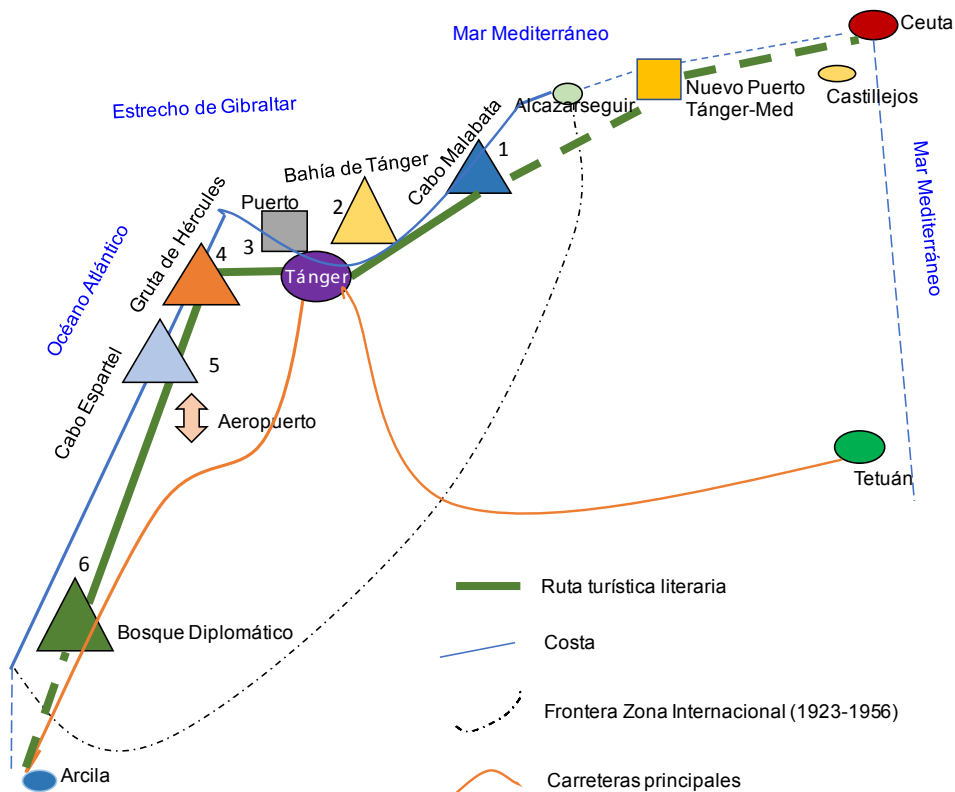 Mar Mediterráneo
Ceuta
Estrecho de Gibraltar
Alcazarseguir
Nuevo Puerto
Tánger-Med
Castillejos
Cabo Malabata
1
Bahía de Tánger
2
Puerto
3
Gruta de Hércules
4
Tánger
Mar Mediterráneo
Océano Atlántico
Cabo Espartel
5
Aeropuerto
Tetuán
6
Bosque Diplomático
Arcila
Ruta turística literaria
Costa
Frontera Zona Internacional (1923-1956)
Carreteras principales